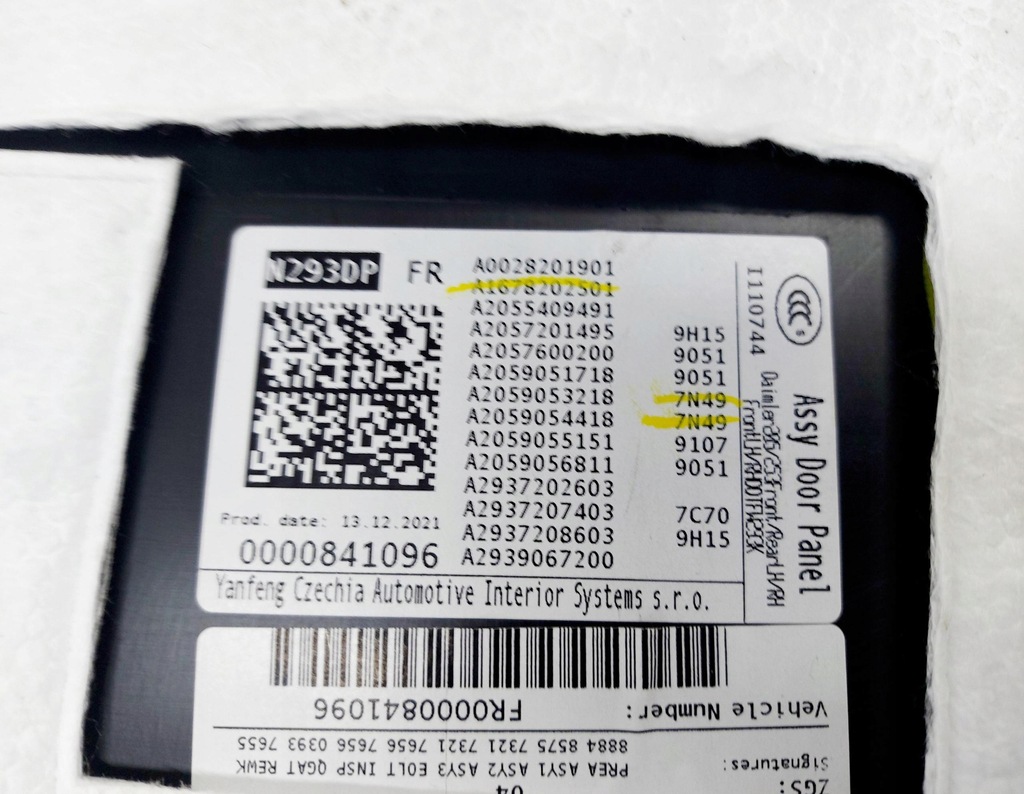 N293DP FR
A0028201901
A1678202501
A2055409491
A2057201495 9H15
A2057600200 9051
A2059051718 9051
A2059053218 7N49
A2059054418 7N49
A2059055151 9107
A2059056811 9051
A2937202603
A2937207403 7C70
A2937208603 9H15
A2939067200
Prod. date: 13.12.2021
0000841096
Yanfeng Czechia Automotive Interior Systems s.r.o.
CCC S
I110744
Assy Door Panel
Vehicle Number: FR0000841096
Signatures:
8884 8575 7321 7321 7656 7656 0393 7655
PREA ASY1 ASY2 ASY3 EOLT INSP QGAT REWK
ZGS: 04